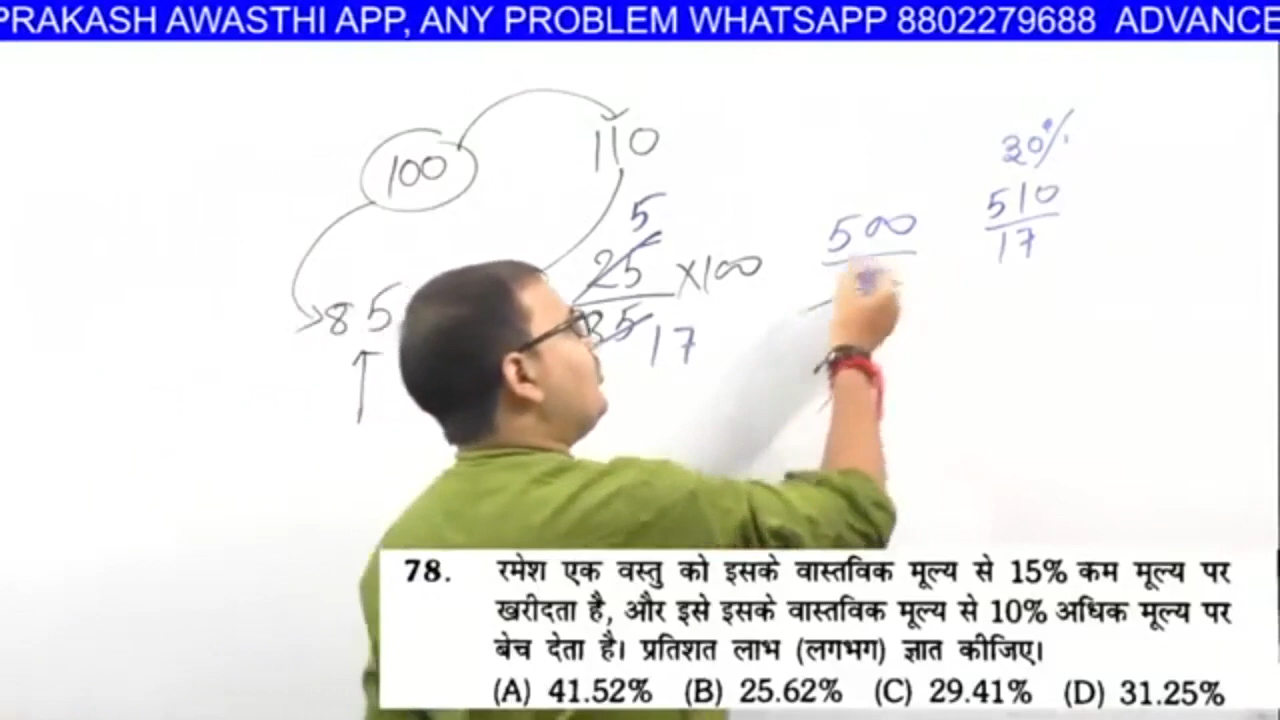 PRAKASH AWASTHI APP, ANY PROBLEM WHATSAPP 8802279688 ADVANCE
100
110
30%
5
510
17
500
25 ×100
85
17
78. रमेश एक वस्तु को इसके वास्तविक मूल्य से 15% कम मूल्य पर
खरीदता है, और इसे इसके वास्तविक मूल्य से 10% अधिक मूल्य पर
बेच देता है। प्रतिशत लाभ (लगभग) ज्ञात कीजिए।
(A) 41.52% (B) 25.62% (C) 29.41% (D) 31.25%